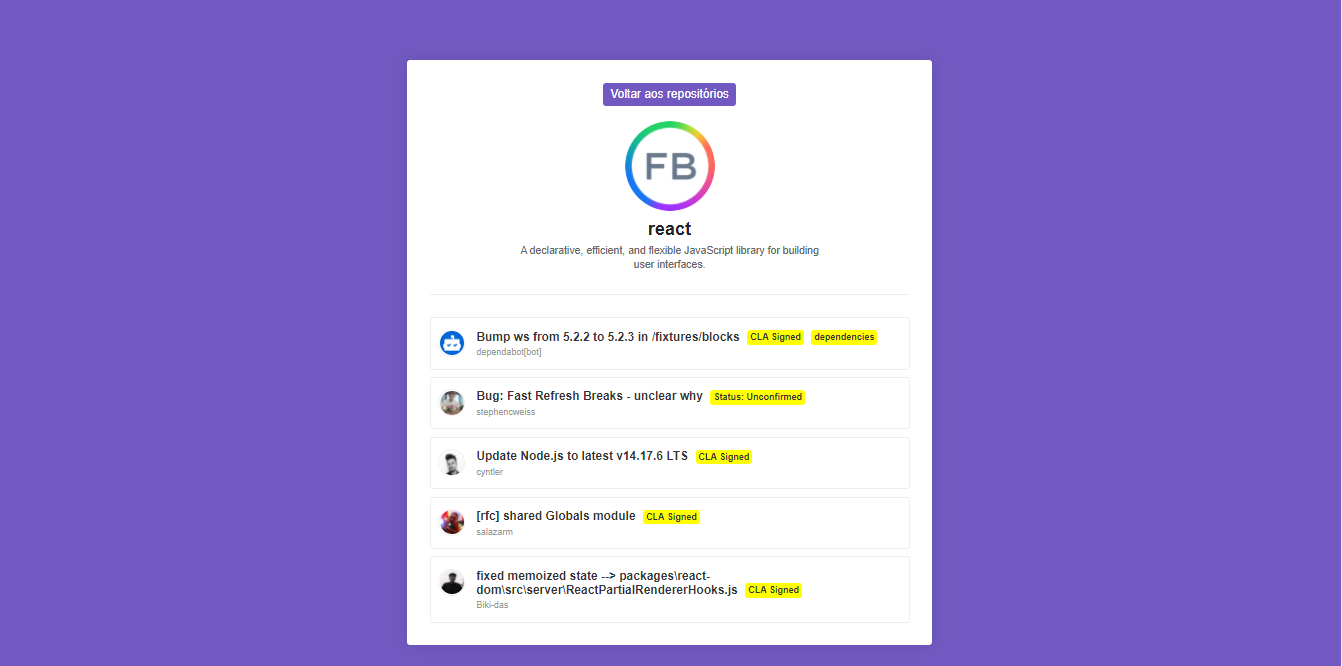 Voltar aos repositórios
FB
react
A declarative, efficient, and flexible JavaScript library for building
user interfaces.
Bump ws from 5.2.2 to 5.2.3 in /fixtures/blocks CLA Signed dependencies
dependabot[bot]
Bug: Fast Refresh Breaks - unclear why Status: Unconfirmed
stephencweiss
Update Node.js to latest v14.17.6 LTS CLA Signed
cyntler
[rfc] shared Globals module CLA Signed
salazarm
fixed memoized state --> packages\react-
dom\src\server\ReactPartialRendererHooks.js CLA Signed
Biki-das